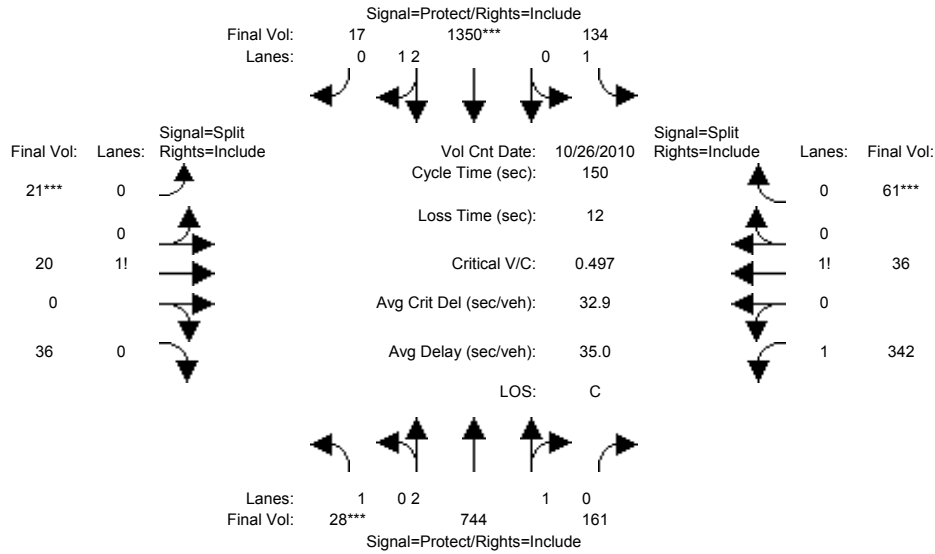 Signal=Protect/Rights=Include
Final Vol: 17 1350*** 134
Lanes: 0 1 2 0 1
Signal=Split
Final Vol: Lanes: Rights=Include
Vol Cnt Date: 10/26/2010
Signal=Split
Rights=Include Lanes: Final Vol:
Cycle Time (sec): 150
21*** 0
0 61***
Loss Time (sec): 12
0
0
20 1!
Critical V/C: 0.497
1! 36
0
Avg Crit Del (sec/veh): 32.9
0
36 0
Avg Delay (sec/veh): 35.0
1 342
LOS: C
Lanes: 1 0 2 1 0
Final Vol: 28*** 744 161
Signal=Protect/Rights=Include